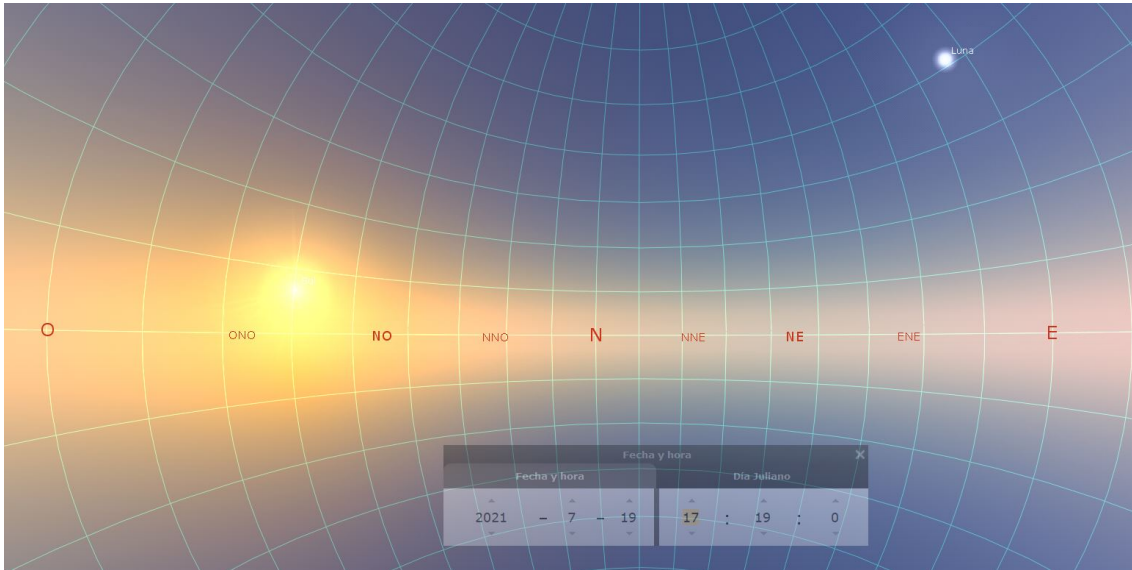 Luna
O ONO NO NNO N NNE NE ENE E
Fecha y hora X
Fecha y hora Día Juliano
2021 – 7 – 19 17 : 19 : 0